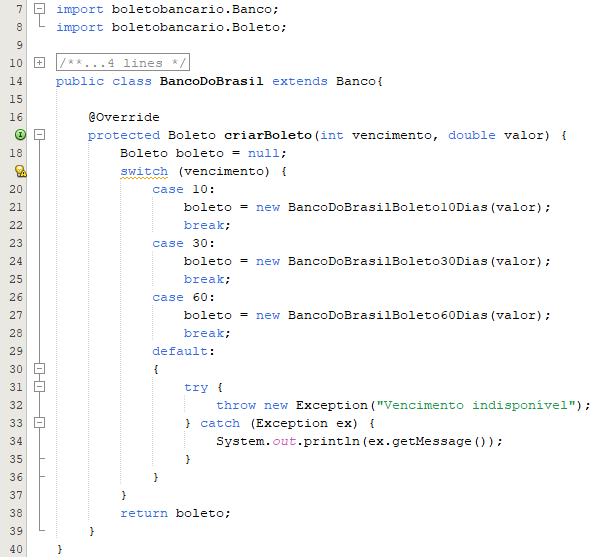 7 import boletobancario.Banco;
8 import boletobancario.Boleto;
9
10 /**...4 lines */
14 public class BancoDoBrasil extends Banco{
15
16     @Override
    protected Boleto criarBoleto(int vencimento, double valor) {
18         Boleto boleto = null;
        switch (vencimento) {
20             case 10:
21                 boleto = new BancoDoBrasilBoleto10Dias(valor);
22                 break;
23             case 30:
24                 boleto = new BancoDoBrasilBoleto30Dias(valor);
25                 break;
26             case 60:
27                 boleto = new BancoDoBrasilBoleto60Dias(valor);
28                 break;
29             default:
30             {
31                 try {
32                     throw new Exception("Vencimento indisponível");
33                 } catch (Exception ex) {
34                     System.out.println(ex.getMessage());
35                 }
36             }
37         }
38         return boleto;
39     }
40 }